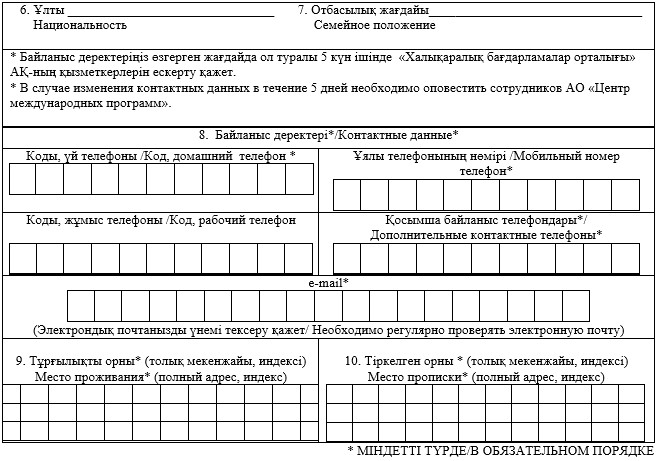 6. Ұлты ______________________ 7. Отбасылық жағдайы______________________________
Национальность Семейное положение
* Байланыс деректеріңіз өзгерген жағдайда ол туралы 5 күн ішінде «Халықаралық бағдарламалар орталығы»
АҚ-ның қызметкерлерін ескерту қажет.
* В случае изменения контактных данных в течение 5 дней необходимо оповестить сотрудников АО «Центр
международных программ».
8. Байланыс деректері*/Контактные данные*
Коды, үй телефоны /Код, домашний телефон *
Ұялы телефонының нөмірі /Мобильный номер
телефон*
Коды, жұмыс телефоны /Код, рабочий телефон
Қосымша байланыс телефондары*/
Дополнительные контактные телефоны*
e-mail*
(Электрондық почтанызды үнемі тексеру қажет/ Необходимо регулярно проверять электронную почту)
9. Тұрғылықты орны* (толық мекенжайы, индексі)
Место проживания* (полный адрес, индекс)
10. Тіркелген орны * (толық мекенжайы, индексі)
Место прописки* (полный адрес, индекс)
* МІНДЕТТІ ТҮРДЕ/В ОБЯЗАТЕЛЬНОМ ПОРЯДКЕ